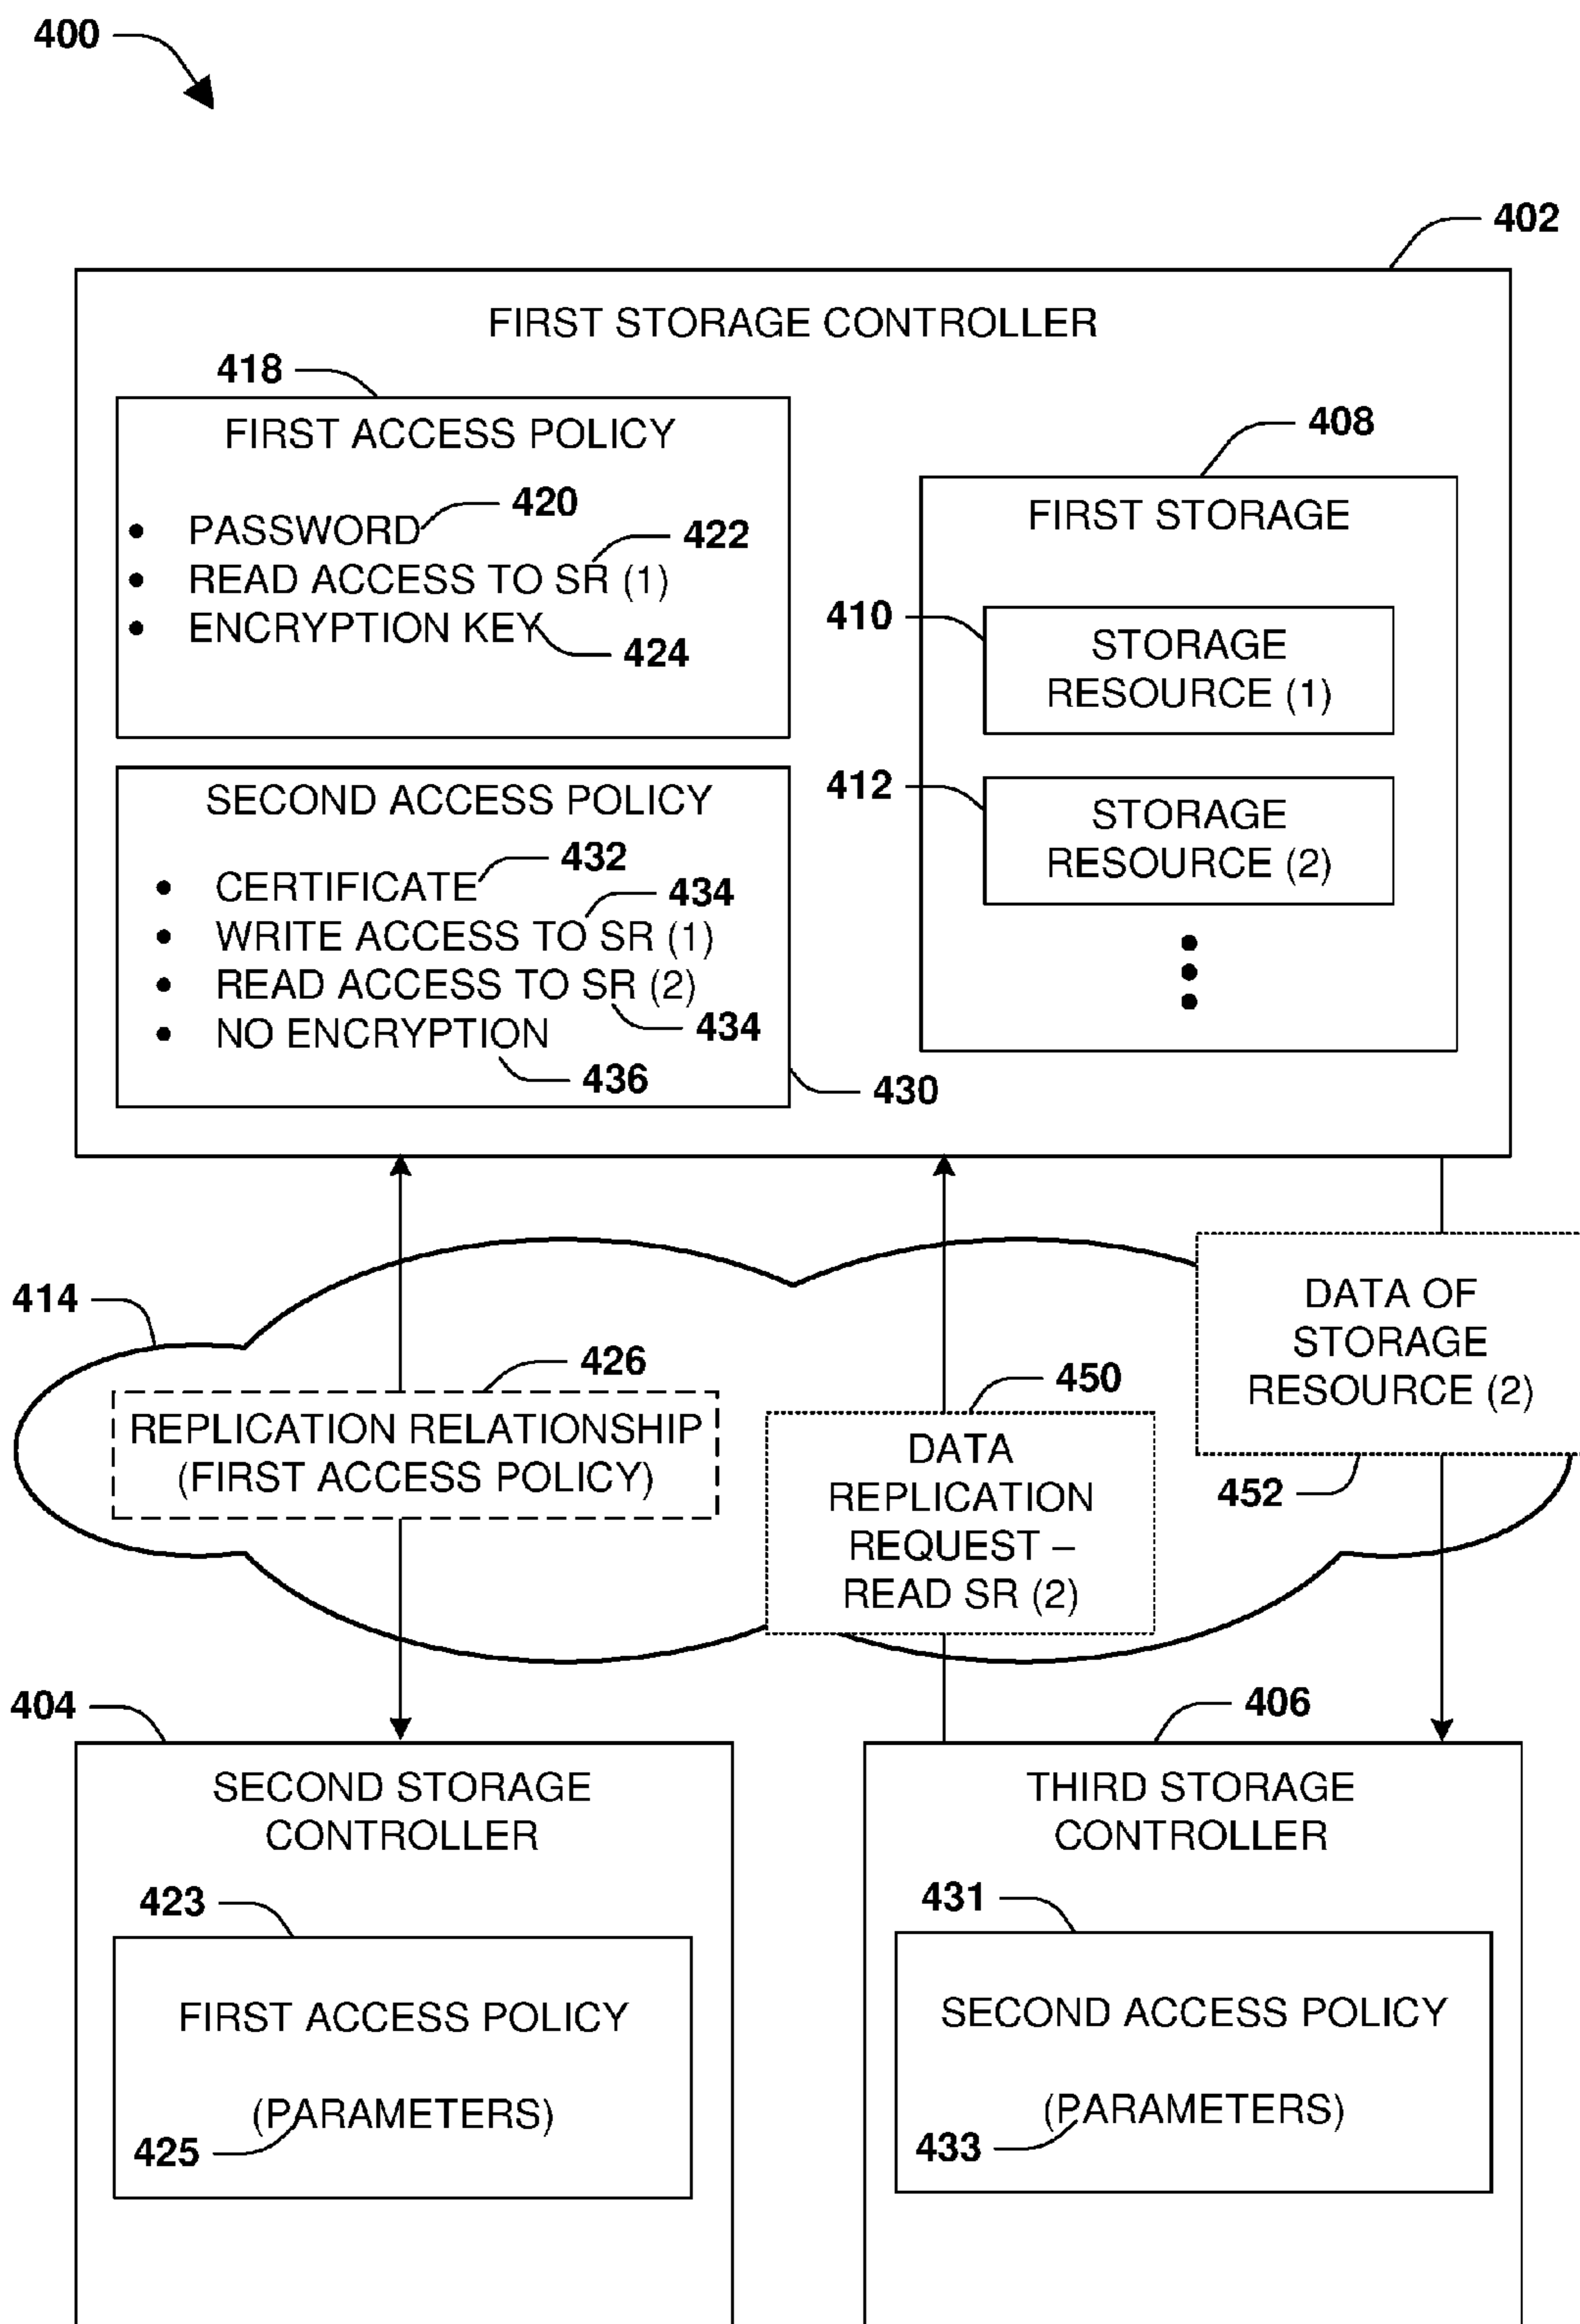 400
402
FIRST STORAGE CONTROLLER
418
FIRST ACCESS POLICY
420
• PASSWORD
422
• READ ACCESS TO SR (1)
• ENCRYPTION KEY
424
408
FIRST STORAGE
410
STORAGE
RESOURCE (1)
412
STORAGE
RESOURCE (2)
SECOND ACCESS POLICY
432
• CERTIFICATE
434
• WRITE ACCESS TO SR (1)
• READ ACCESS TO SR (2)
434
• NO ENCRYPTION
436
430
414
426
REPLICATION RELATIONSHIP
(FIRST ACCESS POLICY)
450
DATA
REPLICATION
REQUEST –
READ SR (2)
DATA OF
STORAGE
RESOURCE (2)
452
404
SECOND STORAGE
CONTROLLER
423
FIRST ACCESS POLICY
(PARAMETERS)
425
406
THIRD STORAGE
CONTROLLER
431
SECOND ACCESS POLICY
(PARAMETERS)
433